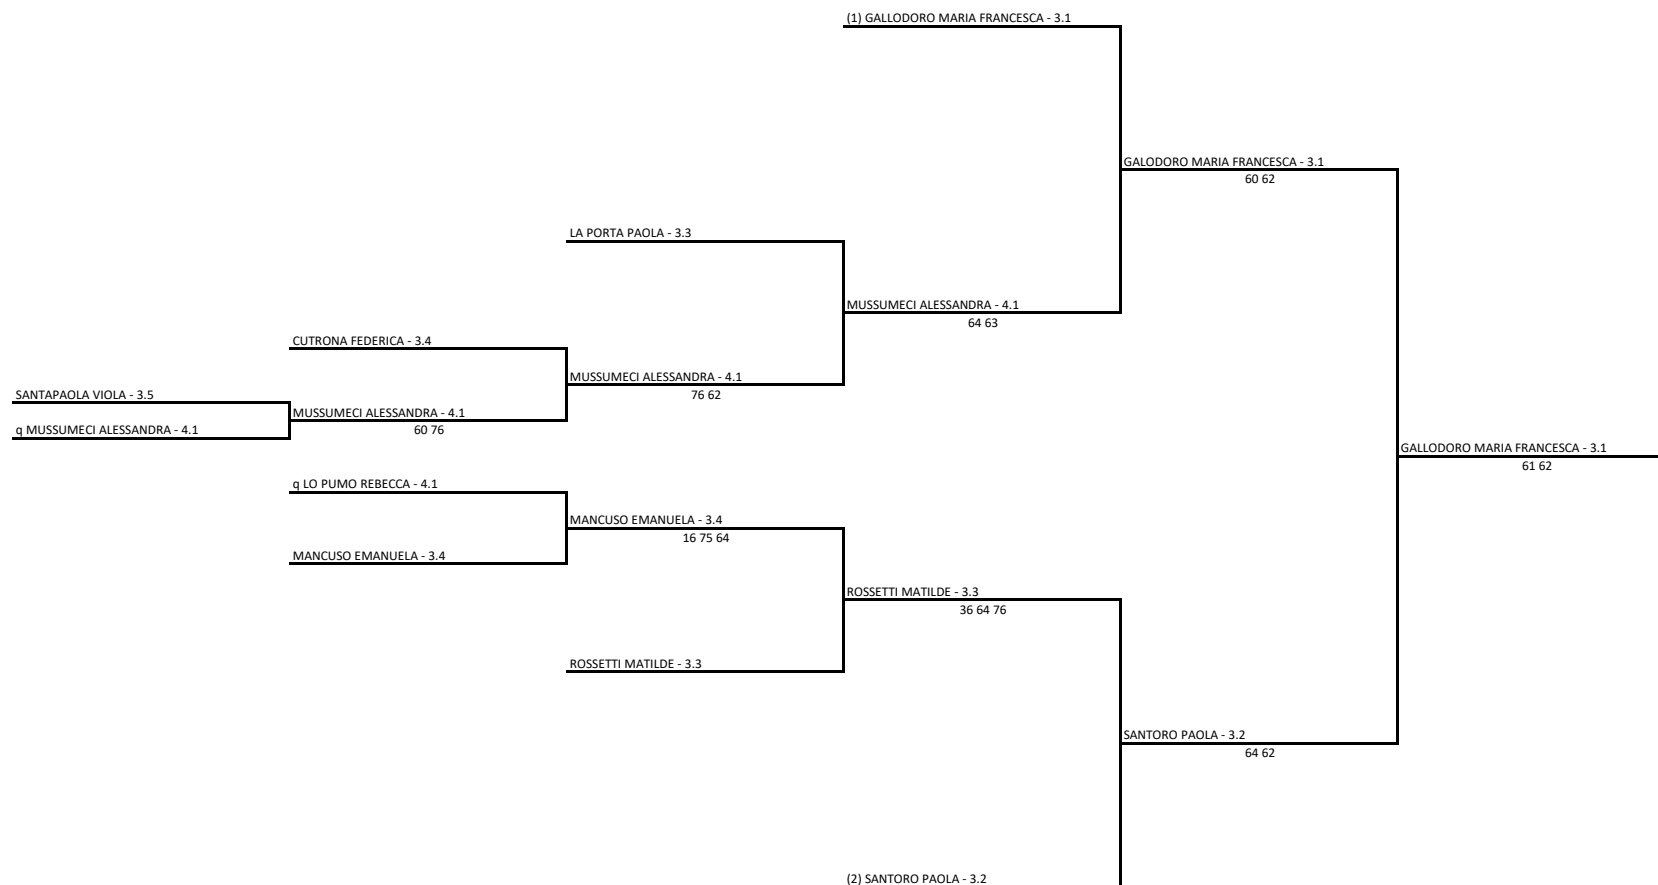 (1) GALLODORO MARIA FRANCESCA - 3.1
GALODORO MARIA FRANCESCA - 3.1
60 62
LA PORTA PAOLA - 3.3
MUSSUMECI ALESSANDRA - 4.1
64 63
CUTRONA FEDERICA - 3.4
MUSSUMECI ALESSANDRA - 4.1
76 62
SANTAPAOLA VIOLA - 3.5
MUSSUMECI ALESSANDRA - 4.1
60 76
q MUSSUMECI ALESSANDRA - 4.1
GALLODORO MARIA FRANCESCA - 3.1
61 62
q LO PUMO REBECCA - 4.1
MANCUSO EMANUELA - 3.4
16 75 64
MANCUSO EMANUELA - 3.4
ROSSETTI MATILDE - 3.3
36 64 76
ROSSETTI MATILDE - 3.3
SANTORO PAOLA - 3.2
64 62
(2) SANTORO PAOLA - 3.2